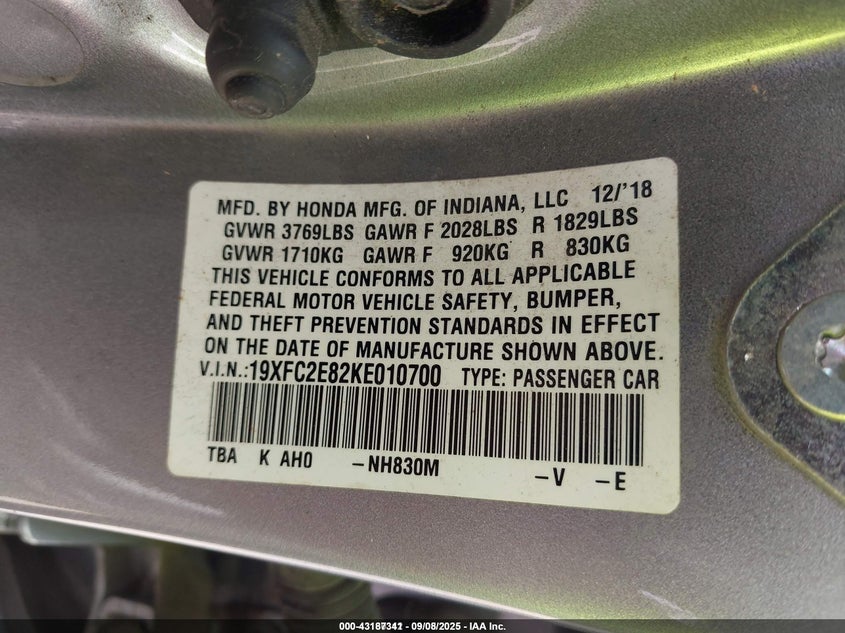 MFD. BY HONDA MFG. OF INDIANA, LLC 12/'18
GVWR 3769LBS GAWR F 2028LBS R 1829LBS
GVWR 1710KG GAWR F 920KG R 830KG
THIS VEHICLE CONFORMS TO ALL APPLICABLE
FEDERAL MOTOR VEHICLE SAFETY, BUMPER,
AND THEFT PREVENTION STANDARDS IN EFFECT
ON THE DATE OF MANUFACTURE SHOWN ABOVE.
V.I.N.:19XFC2E82KE010700 TYPE: PASSENGER CAR
TBA K AH0 -NH830M -V -E
- 09/08/2025 - IAA Inc.